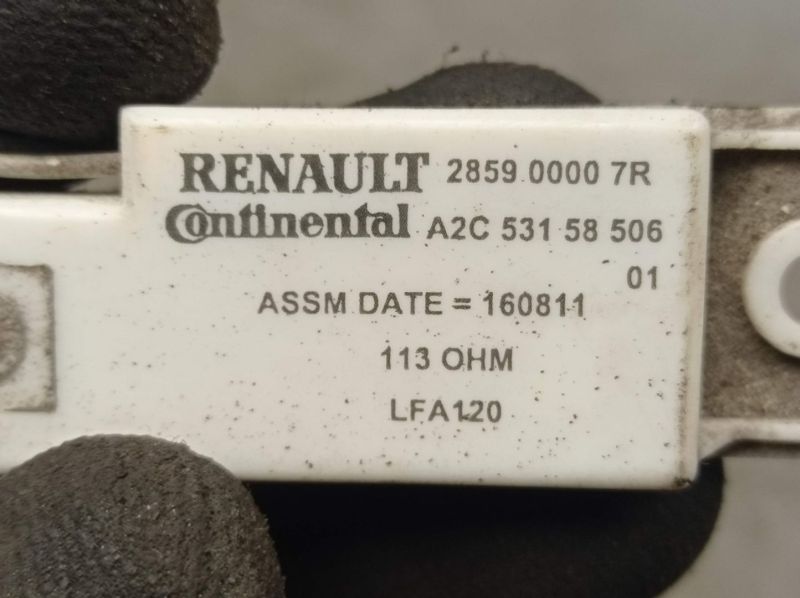 RENAULT 2859 0000 7R
Continental A2C 531 58 506
01
ASSM DATE = 160811
113 OHM
LFA120